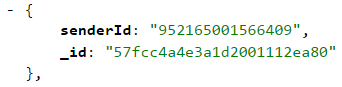 - {
senderId: "952165001566409",
_id: "57fcc4a4e3a1d2001112ea80"
},